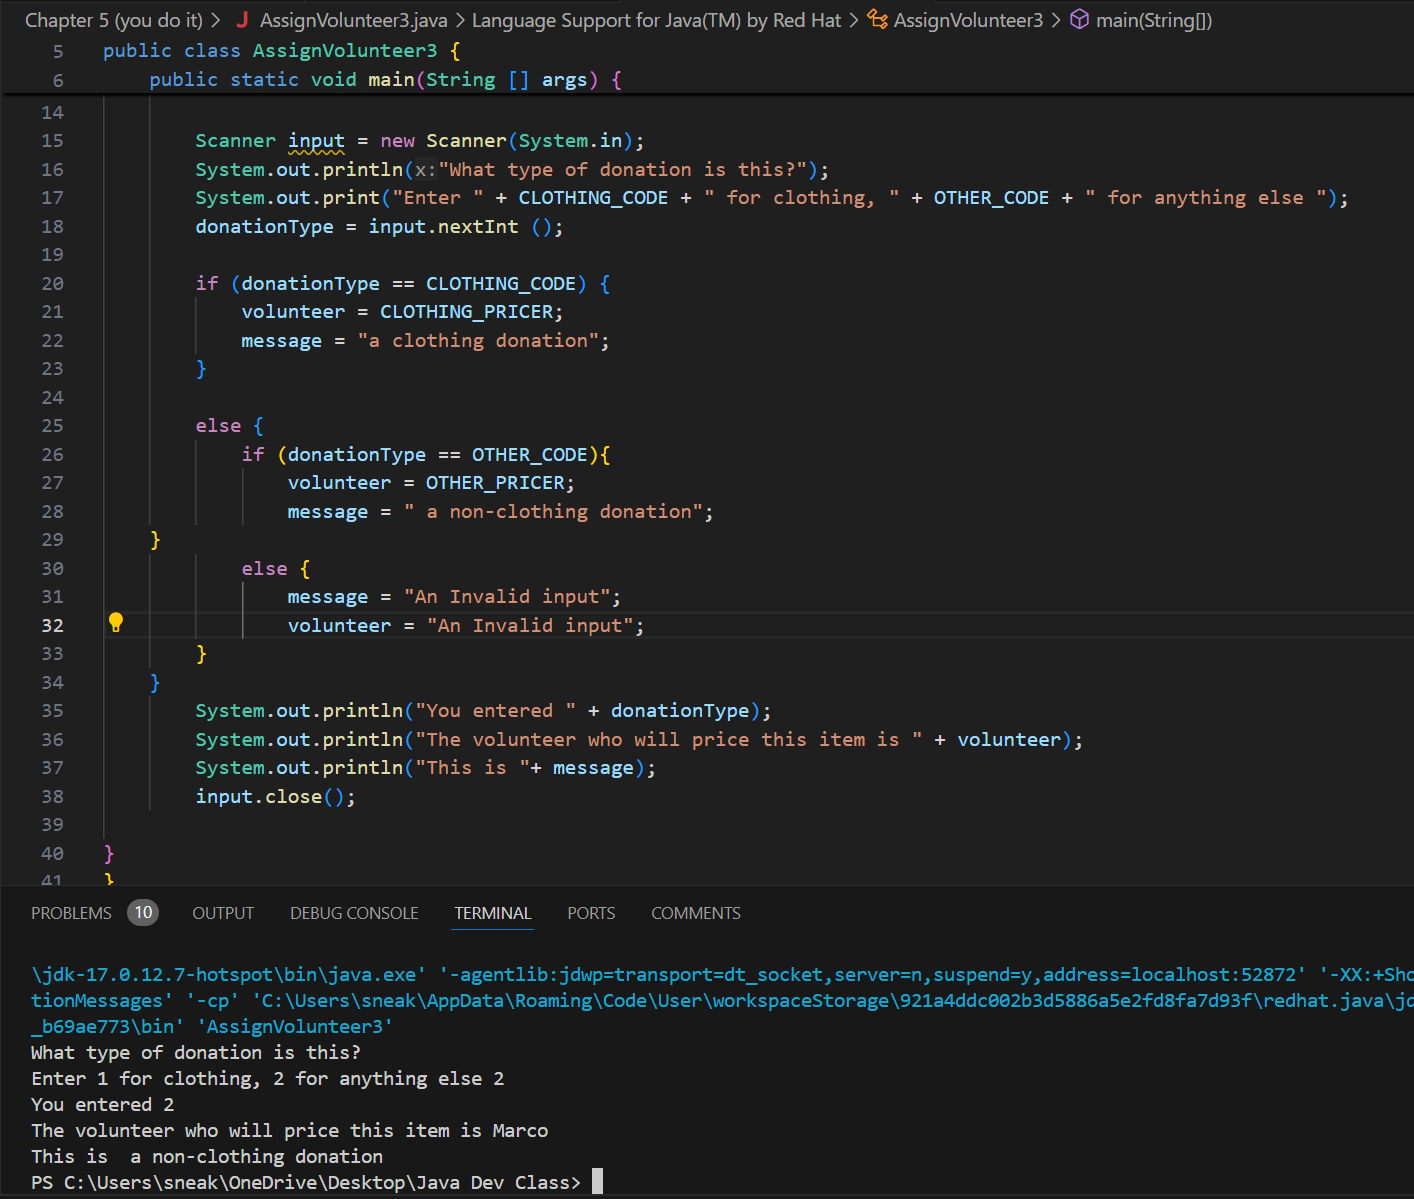 Chapter 5 (you do it) > J AssignVolunteer3.java > Language Support for Java(TM) by Red Hat > AssignVolunteer3 > main(String[])
5 public class AssignVolunteer3 {
6 public static void main(String [] args) {
14
15 Scanner input = new Scanner(System.in);
16 System.out.println(x:"What type of donation is this?");
17 System.out.print("Enter " + CLOTHING_CODE + " for clothing, " + OTHER_CODE + " for anything else ");
18 donationType = input.nextInt ();
19
20 if (donationType == CLOTHING_CODE) {
21 volunteer = CLOTHING_PRICER;
22 message = "a clothing donation";
23 }
24
25 else {
26 if (donationType == OTHER_CODE){
27 volunteer = OTHER_PRICER;
28 message = " a non-clothing donation";
29 }
30 else {
31 message = "An Invalid input";
32 volunteer = "An Invalid input";
33 }
34 }
35 System.out.println("You entered " + donationType);
36 System.out.println("The volunteer who will price this item is " + volunteer);
37 System.out.println("This is "+ message);
38 input.close();
39
40 }
41 }
PROBLEMS 10 OUTPUT DEBUG CONSOLE TERMINAL PORTS COMMENTS
\jdk-17.0.12.7-hotspot\bin\java.exe' '-agentlib:jdwp=transport=dt_socket,server=n,suspend=y,address=localhost:52872' '-XX:+Sho
tionMessages' '-cp' 'C:\Users\sneak\AppData\Roaming\Code\User\workspaceStorage\921a4ddc002b3d5886a5e2fd8fa7d93f\redhat.java\jd
_b69ae773\bin' 'AssignVolunteer3'
What type of donation is this?
Enter 1 for clothing, 2 for anything else 2
You entered 2
The volunteer who will price this item is Marco
This is  a non-clothing donation
PS C:\Users\sneak\OneDrive\Desktop\Java Dev Class>